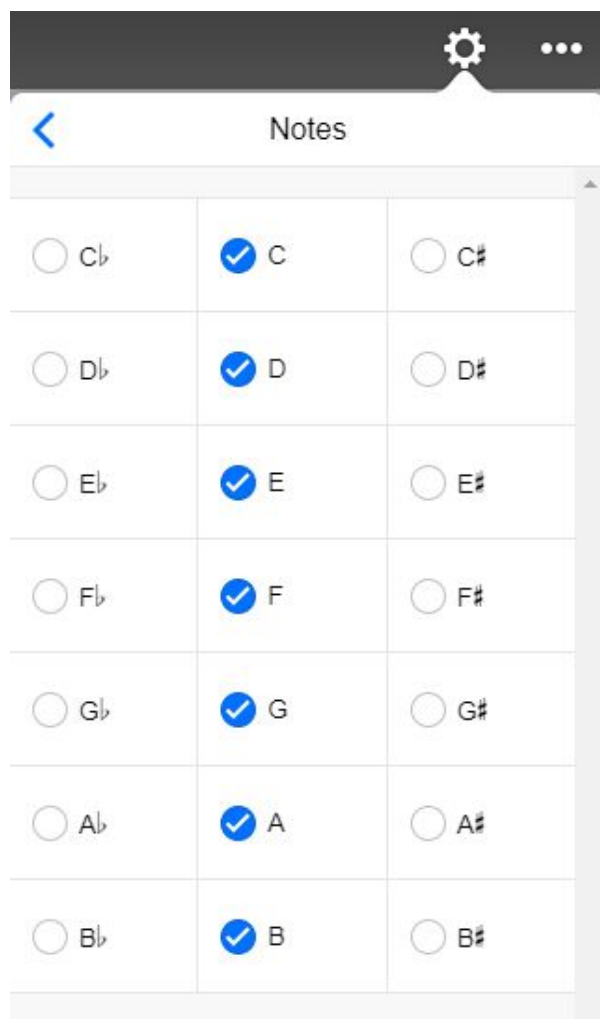 Notes
C♭ C C♯
D♭ D D♯
E♭ E E♯
F♭ F F♯
G♭ G G♯
A♭ A A♯
B♭ B B♯